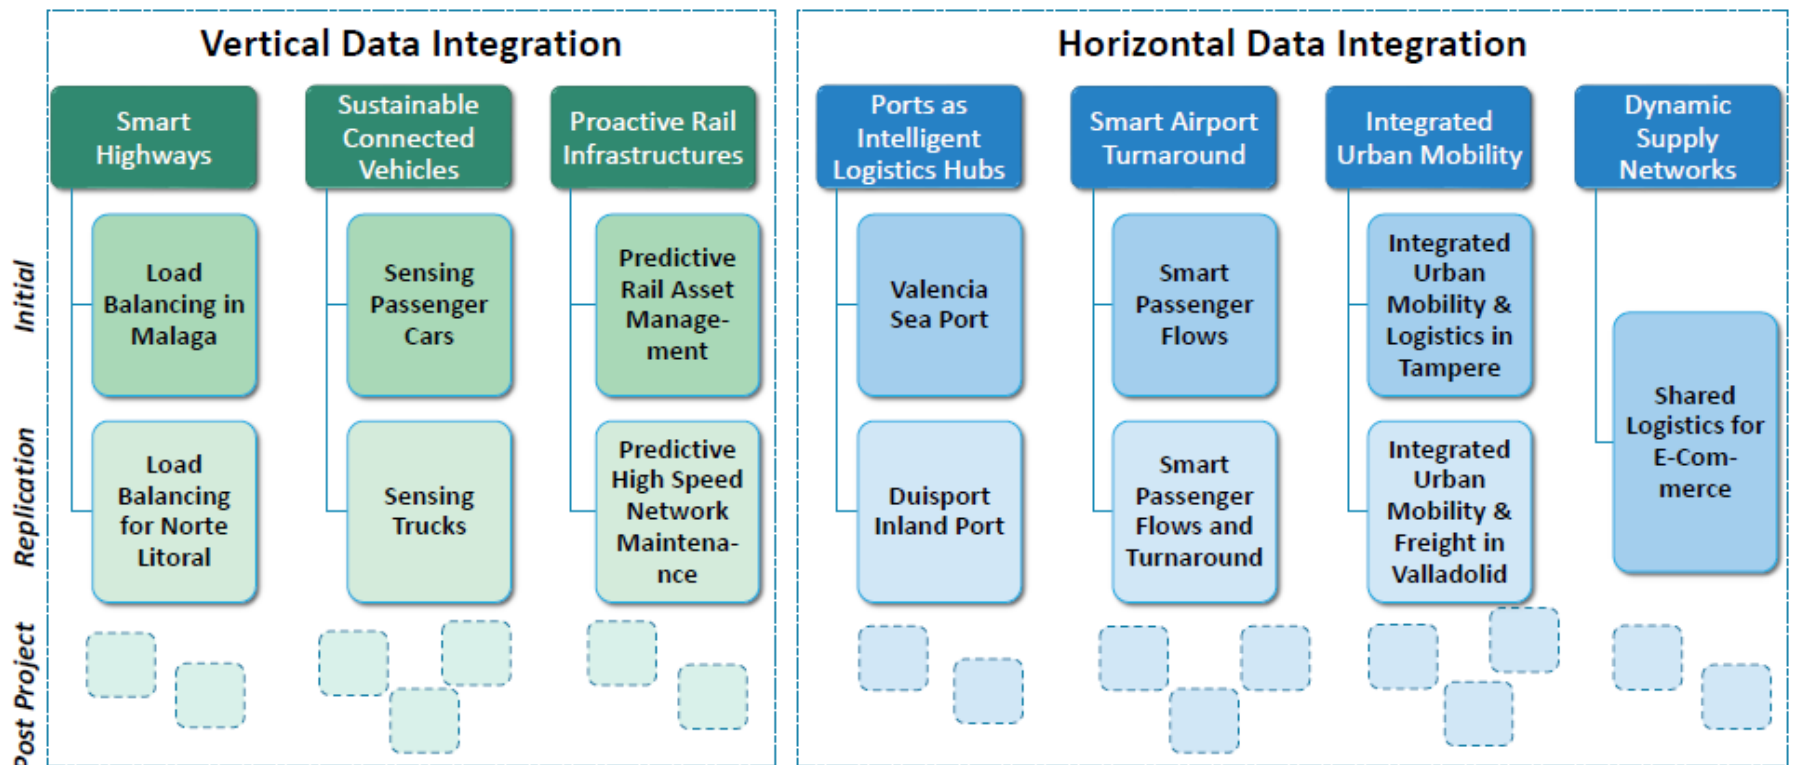 Vertical Data Integration
Horizontal Data Integration
Smart
Highways
Sustainable
Connected
Vehicles
Proactive Rail
Infrastructures
Ports as
Intelligent
Logistics Hubs
Smart Airport
Turnaround
Integrated
Urban Mobility
Dynamic
Supply
Networks
Initial
Load
Balancing in
Malaga
Sensing
Passenger
Cars
Predictive
Rail Asset
Manage-
ment
Valencia
Sea Port
Smart
Passenger
Flows
Integrated
Urban
Mobility &
Logistics in
Tampere
Shared
Logistics for
E-Com-
merce
Replication
Load
Balancing
for Norte
Litoral
Sensing
Trucks
Predictive
High Speed
Network
Maintena-
nce
Duisport
Inland Port
Smart
Passenger
Flows and
Turnaround
Integrated
Urban
Mobility &
Freight in
Valladolid
Post Project